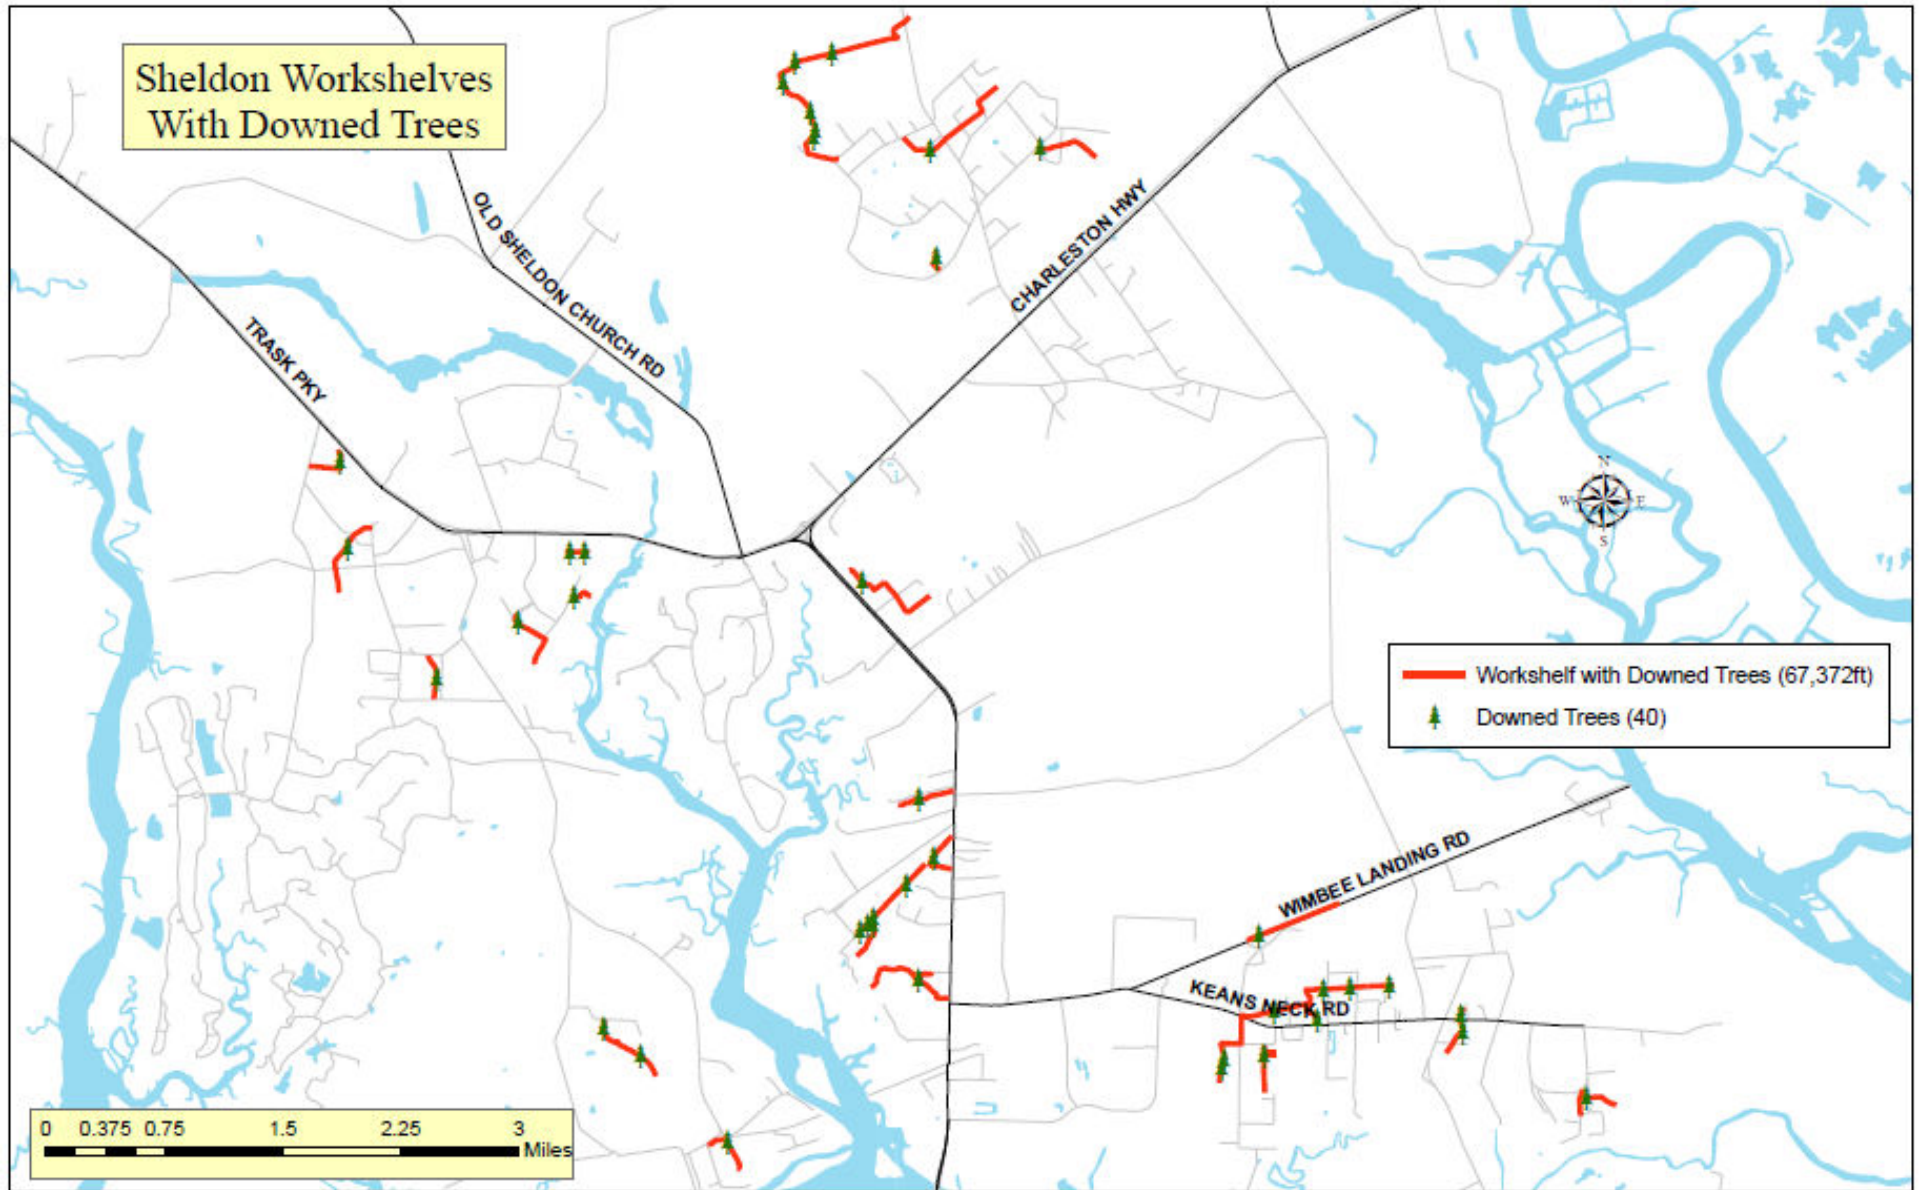 Sheldon Workshelves
With Downed Trees
OLD SHELDON CHURCH RD
CHARLESTON HWY
TRASK PKY
N
W E
S
Workshelf with Downed Trees (67,372ft)
Downed Trees (40)
WIMBEE LANDING RD
KEANS NECK RD
0 0.375 0.75 1.5 2.25 3
Miles